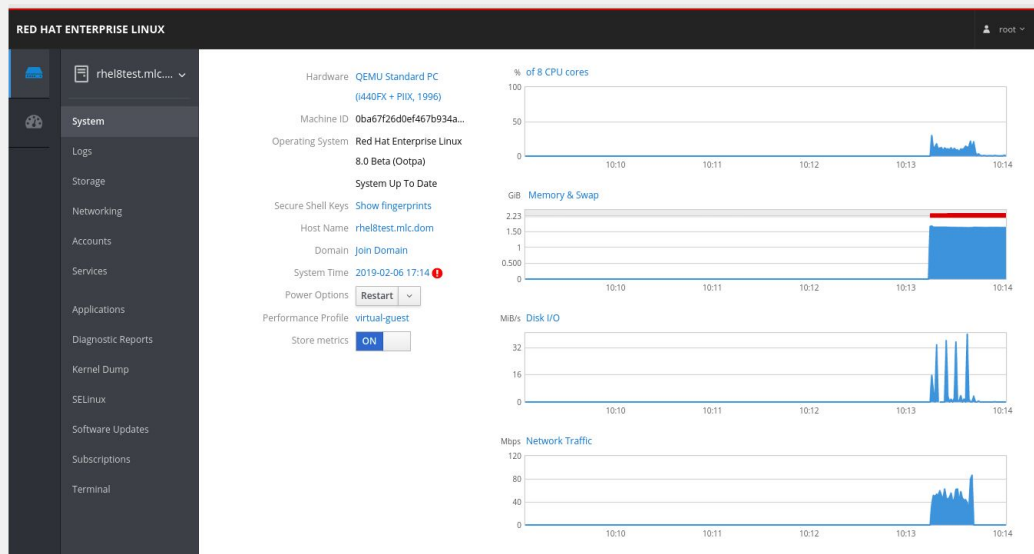 RED HAT ENTERPRISE LINUX
root
rhel8test.mlc....
System
Logs
Storage
Networking
Accounts
Services
Applications
Diagnostic Reports
Kernel Dump
SELinux
Software Updates
Subscriptions
Terminal
Hardware QEMU Standard PC
(i440FX + PIIX, 1996)
Machine ID 0ba67f26d0ef467b934a...
Operating System Red Hat Enterprise Linux
8.0 Beta (Ootpa)
System Up To Date
Secure Shell Keys Show fingerprints
Host Name rhel8test.mlc.dom
Domain Join Domain
System Time 2019-02-06 17:14
Power Options Restart
Performance Profile virtual-guest
Store metrics ON
% of 8 CPU cores
100
50
0
10:10 10:11 10:12 10:13 10:14
GiB Memory & Swap
2.23
1.50
1
0.500
0
10:10 10:11 10:12 10:13 10:14
MiB/s Disk I/O
32
16
0
10:10 10:11 10:12 10:13 10:14
Mbps Network Traffic
120
80
40
0
10:10 10:11 10:12 10:13 10:14